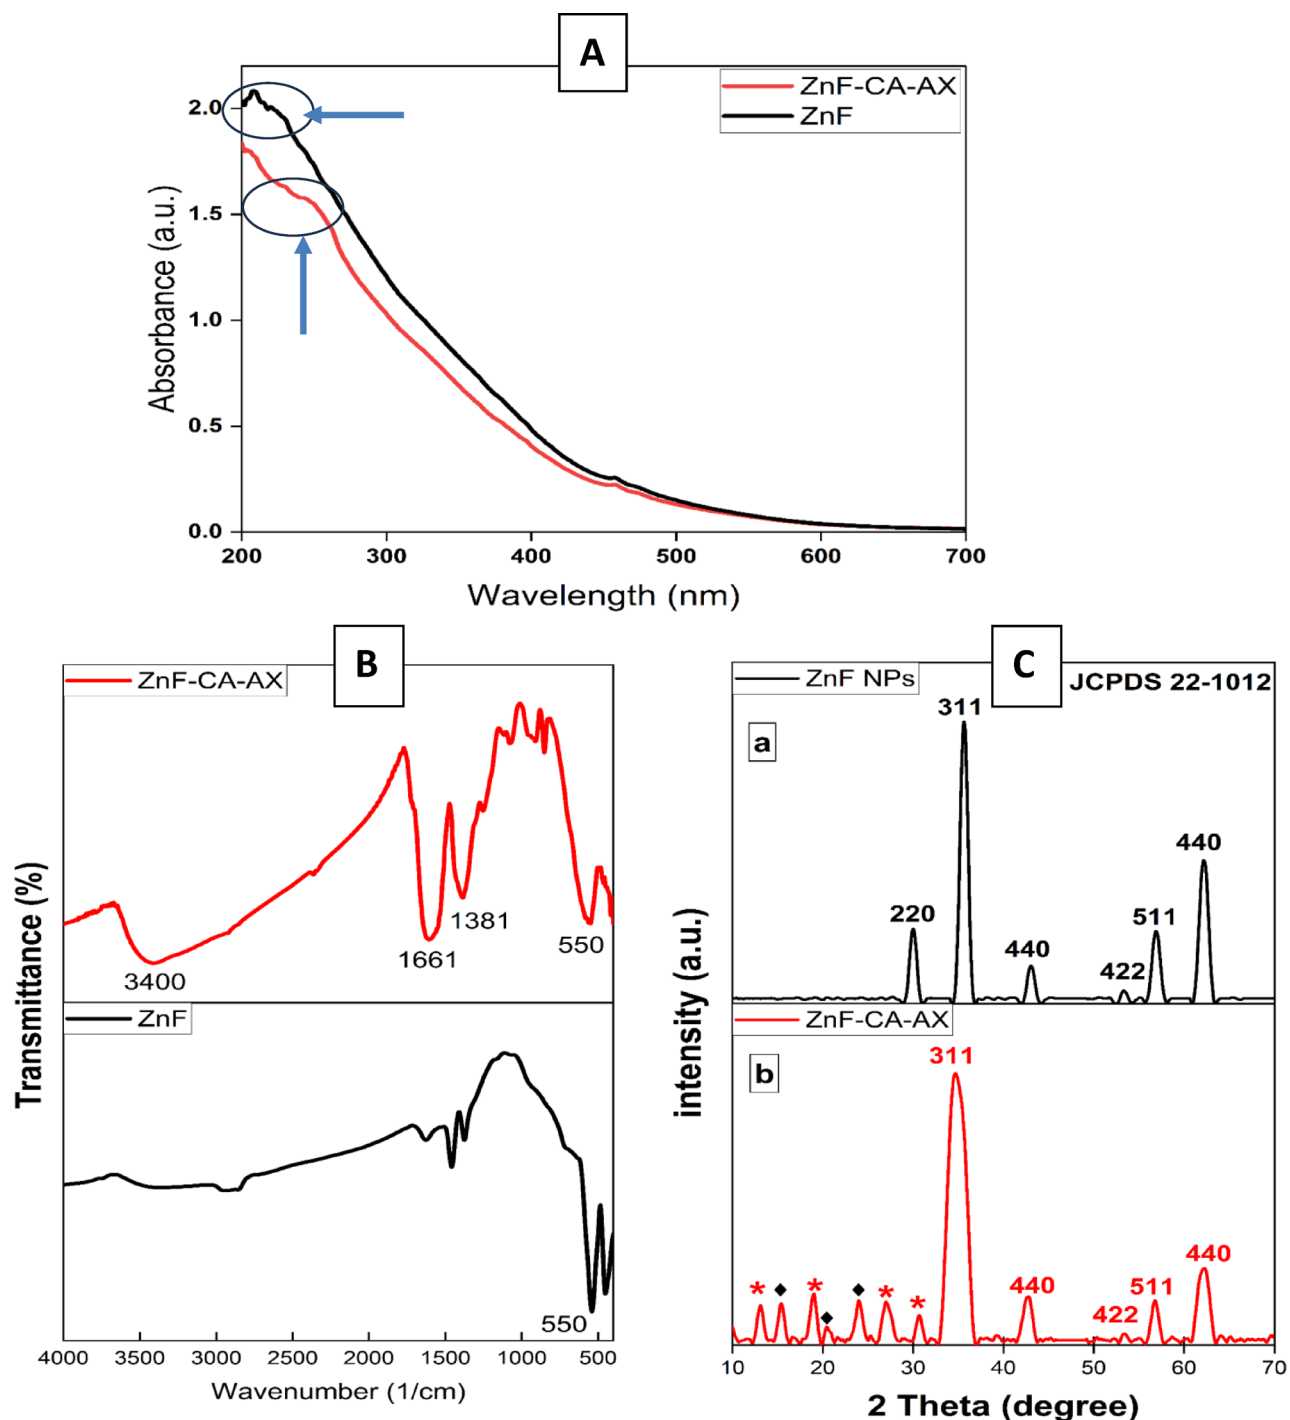 A
ZnF-CA-AX
ZnF
2.0
1.5
1.0
0.5
0.0
Absorbance (a.u.)
200 300 400 500 600 700
Wavelength (nm)
B
ZnF-CA-AX
3400
1661
1381
550
ZnF
550
Transmittance (%)
4000 3500 3000 2500 2000 1500 1000 500
Wavenumber (1/cm)
C
ZnF NPs
JCPDS 22-1012
a
220
311
440
422
511
440
ZnF-CA-AX
b
* ◆ * ◆ ◆ * *
311
440
422
511
440
intensity (a.u.)
10 20 30 40 50 60 70
2 Theta (degree)